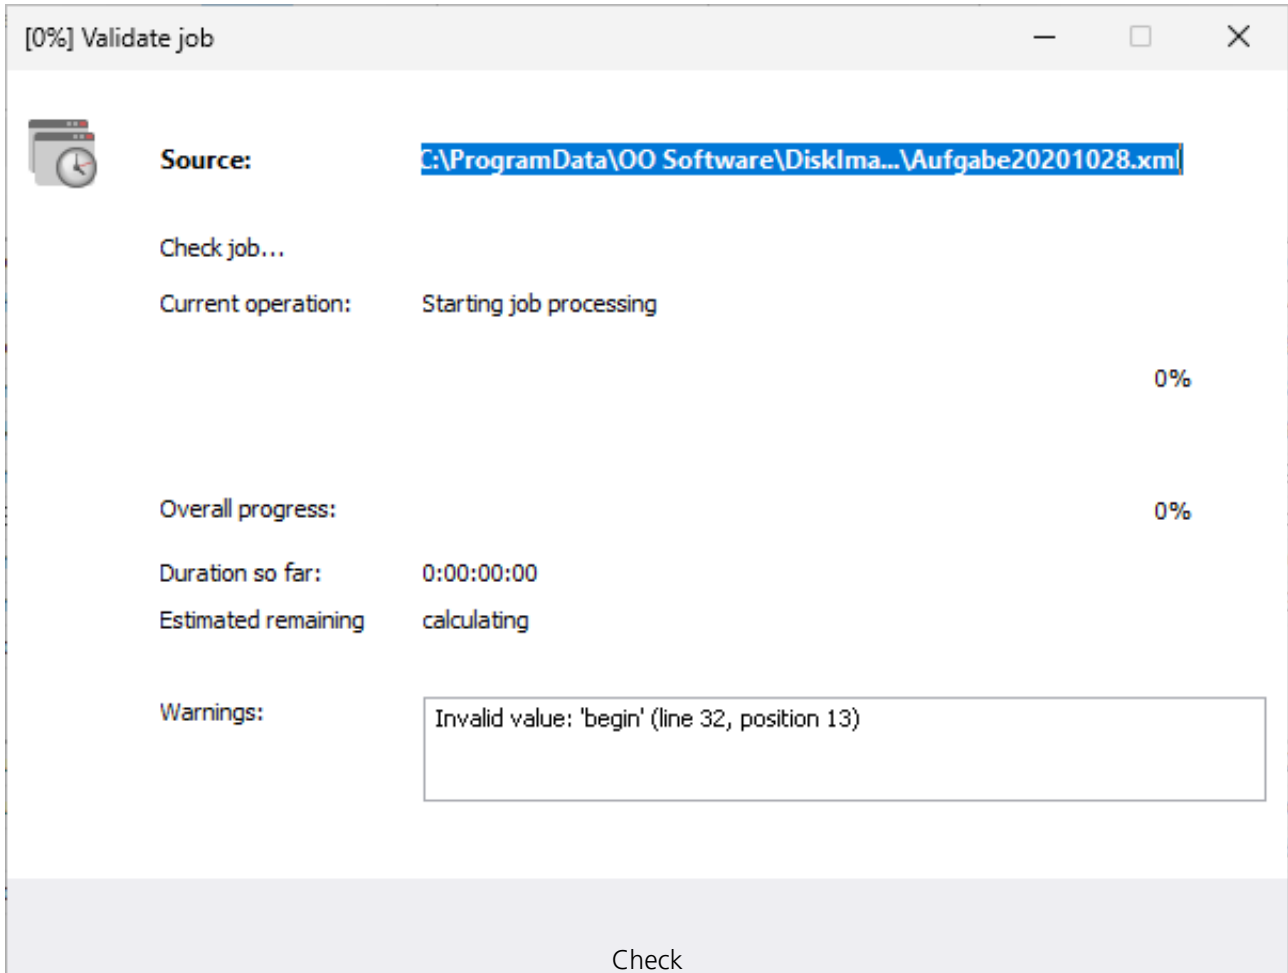 [0%] Validate job
Source: C:\ProgramData\OO Software\DiskIma...\Aufgabe20201028.xml
Check job...
Current operation: Starting job processing
0%
Overall progress: 0%
Duration so far: 0:00:00:00
Estimated remaining calculating
Warnings: Invalid value: 'begin' (line 32, position 13)
Check